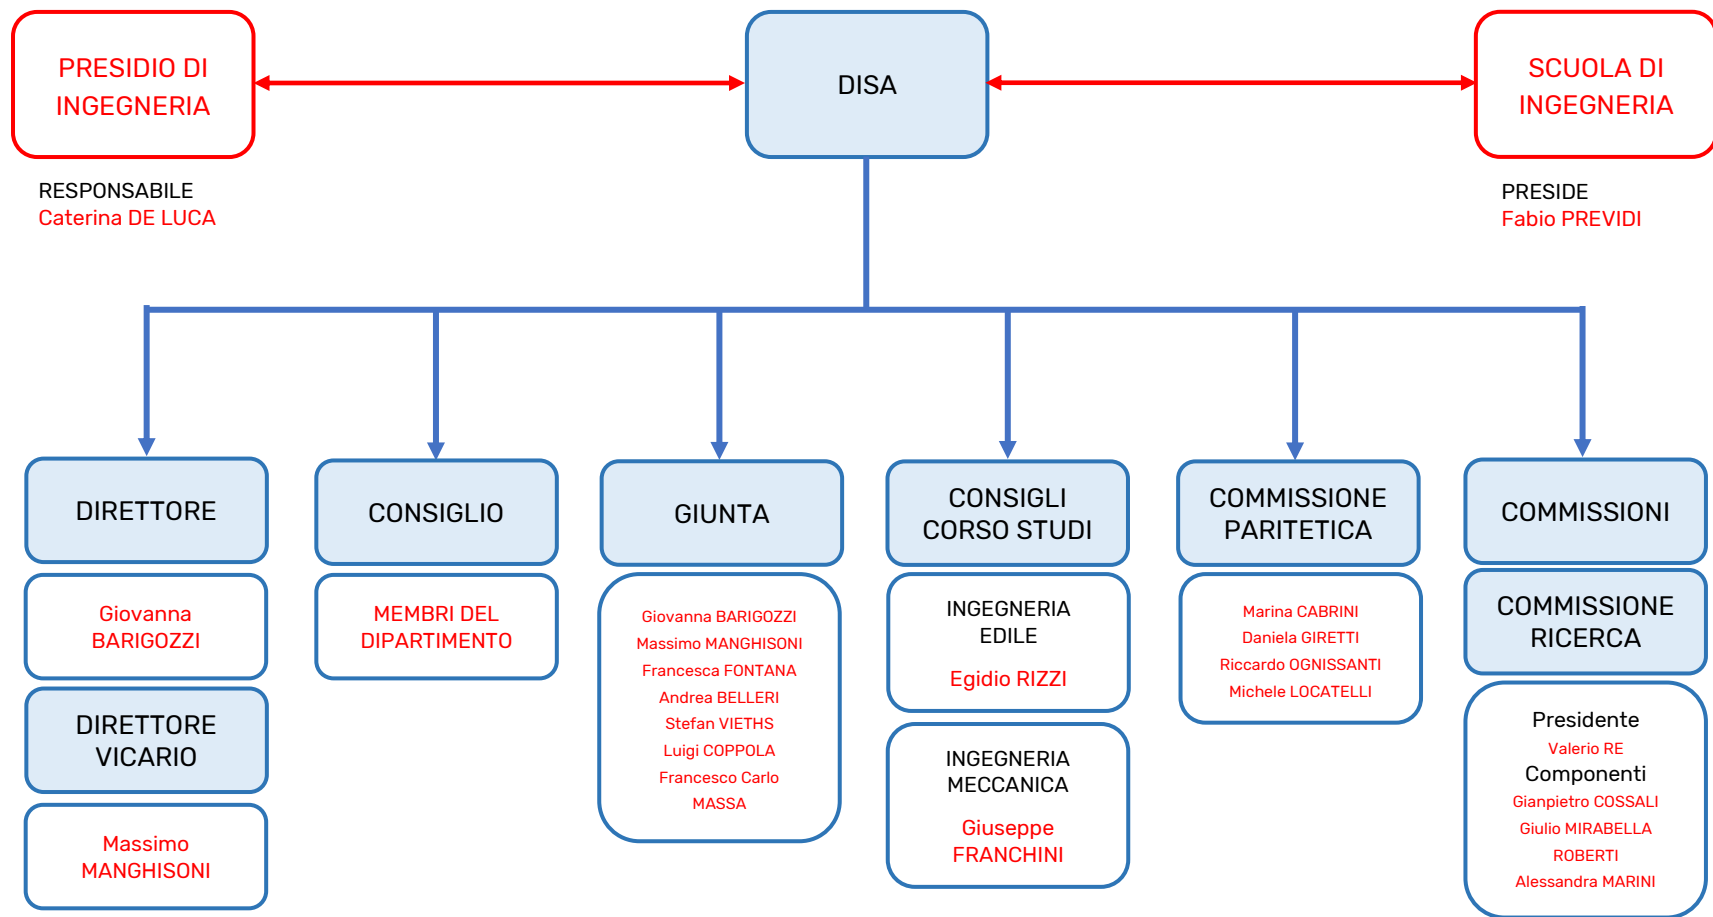 PRESIDIO DI
INGEGNERIA
RESPONSABILE
Caterina DE LUCA
DISA
SCUOLA DI
INGEGNERIA
PRESIDE
Fabio PREVIDI
DIRETTORE
Giovanna
BARIGOZZI
DIRETTORE
VICARIO
Massimo
MANGHISONI
CONSIGLIO
MEMBRI DEL
DIPARTIMENTO
GIUNTA
Giovanna BARIGOZZI
Massimo MANGHISONI
Francesca FONTANA
Andrea BELLERI
Stefan VIETHS
Luigi COPPOLA
Francesco Carlo
MASSA
CONSIGLI
CORSO STUDI
INGEGNERIA
EDILE
Egidio RIZZI
INGEGNERIA
MECCANICA
Giuseppe
FRANCHINI
COMMISSIONE
PARITETICA
Marina CABRINI
Daniela GIRETTI
Riccardo OGNISSANTI
Michele LOCATELLI
COMMISSIONI
COMMISSIONE
RICERCA
Presidente
Valerio RE
Componenti
Gianpietro COSSALI
Giulio MIRABELLA
ROBERTI
Alessandra MARINI